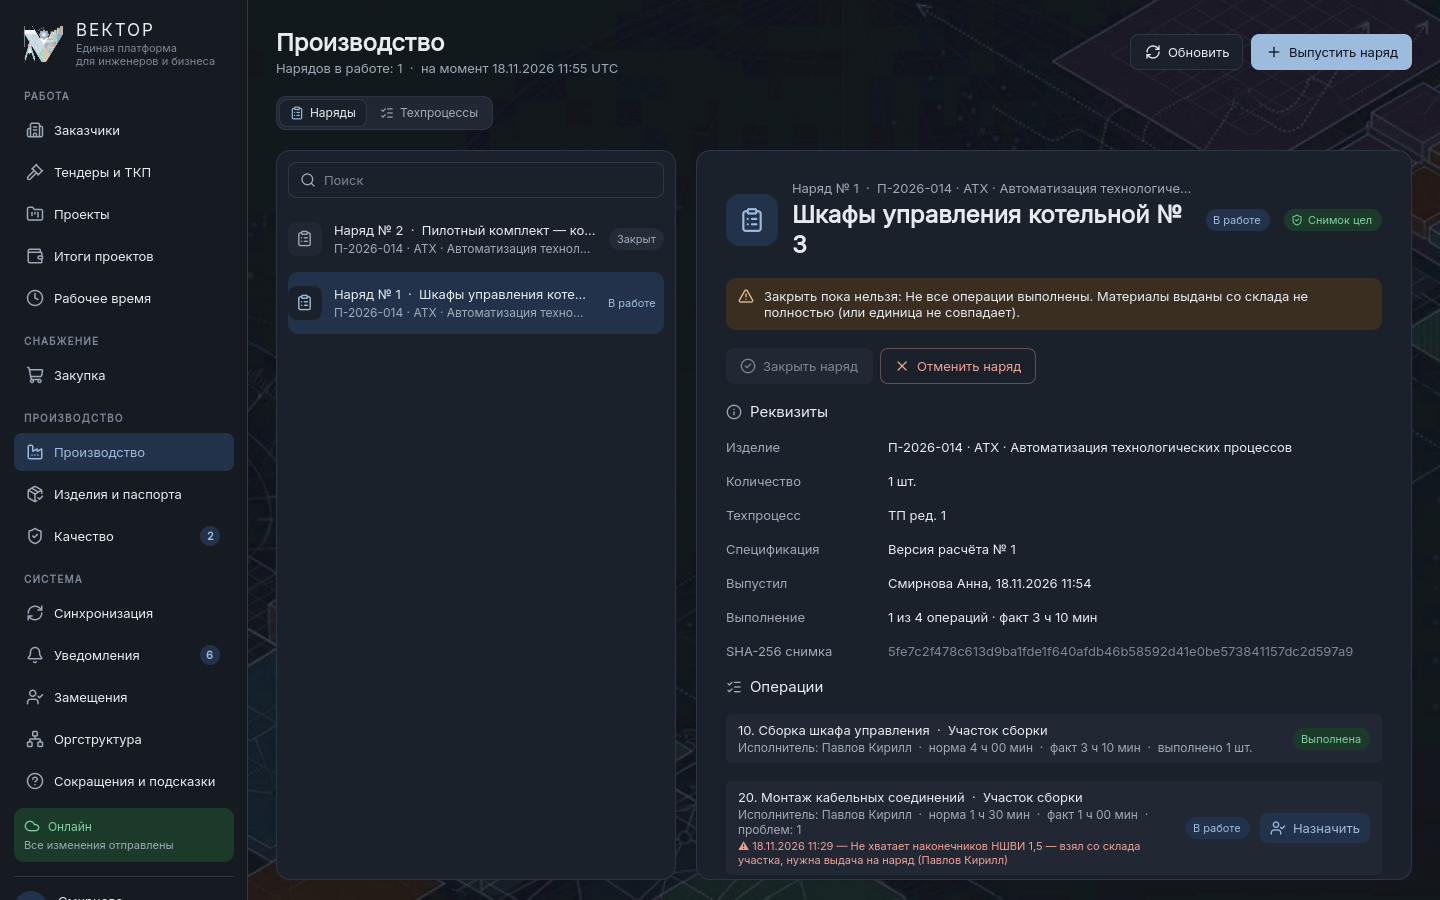 ВЕКТОР
Единая платформа
для инженеров и бизнеса
РАБОТА
Заказчики
Тендеры и ТКП
Проекты
Итоги проектов
Рабочее время
СНАБЖЕНИЕ
Закупка
ПРОИЗВОДСТВО
Производство
Изделия и паспорта
Качество 2
СИСТЕМА
Синхронизация
Уведомления 6
Замещения
Оргструктура
Сокращения и подсказки
Онлайн
Все изменения отправлены
Производство
Нарядов в работе: 1 · на момент 18.11.2026 11:55 UTC
Обновить
Выпустить наряд
Наряды
Техпроцессы
Поиск
Наряд № 2 · Пилотный комплект — ко...
П-2026-014 · АТХ · Автоматизация технол...
Закрыт
Наряд № 1 · Шкафы управления коте...
П-2026-014 · АТХ · Автоматизация техно...
В работе
Наряд № 1 · П-2026-014 · АТХ · Автоматизация технологиче...
Шкафы управления котельной №
3
В работе
Снимок цел
Закрыть пока нельзя: Не все операции выполнены. Материалы выданы со склада не
полностью (или единица не совпадает).
Закрыть наряд
Отменить наряд
Реквизиты
Изделие П-2026-014 · АТХ · Автоматизация технологических процессов
Количество 1 шт.
Техпроцесс ТП ред. 1
Спецификация Версия расчёта № 1
Выпустил Смирнова Анна, 18.11.2026 11:54
Выполнение 1 из 4 операций · факт 3 ч 10 мин
SHA-256 снимка 5fe7c2f478c613d9ba1fde1f640afdb46b58592d41e0be573841157dc2d597a9
Операции
10. Сборка шкафа управления · Участок сборки
Исполнитель: Павлов Кирилл · норма 4 ч 00 мин · факт 3 ч 10 мин · выполнено 1 шт.
Выполнена
20. Монтаж кабельных соединений · Участок сборки
Исполнитель: Павлов Кирилл · норма 1 ч 30 мин · факт 1 ч 00 мин ·
проблем: 1
18.11.2026 11:29 — Не хватает наконечников НШВИ 1,5 — взял со склада
участка, нужна выдача на наряд (Павлов Кирилл)
В работе
Назначить